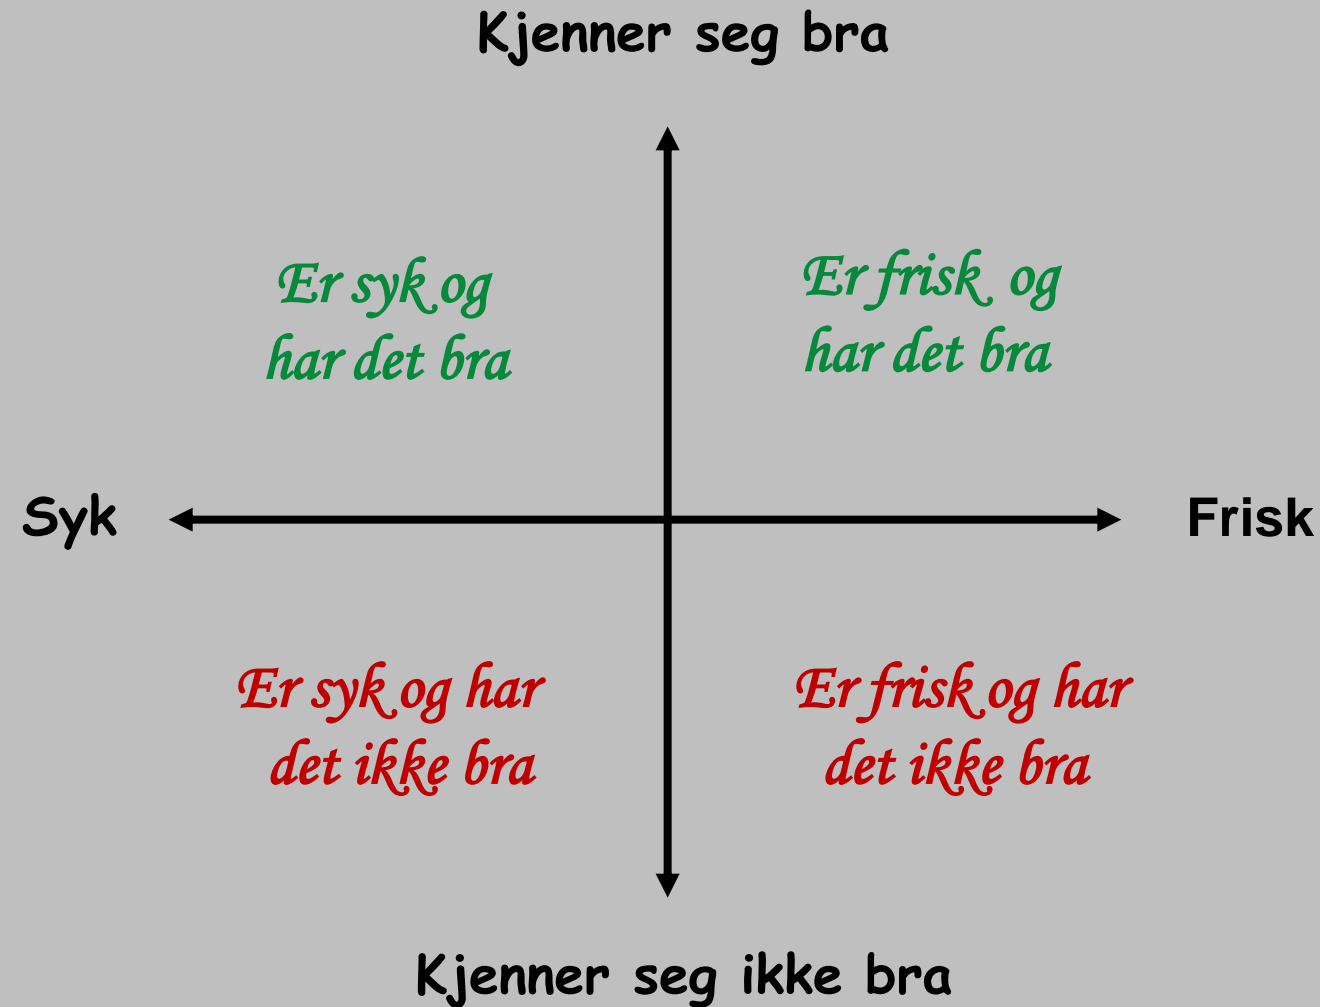 Kjenner seg bra
Er syk og
har det bra
Er frisk og
har det bra
Syk
Frisk
Er syk og har
det ikke bra
Er frisk og har
det ikke bra
Kjenner seg ikke bra